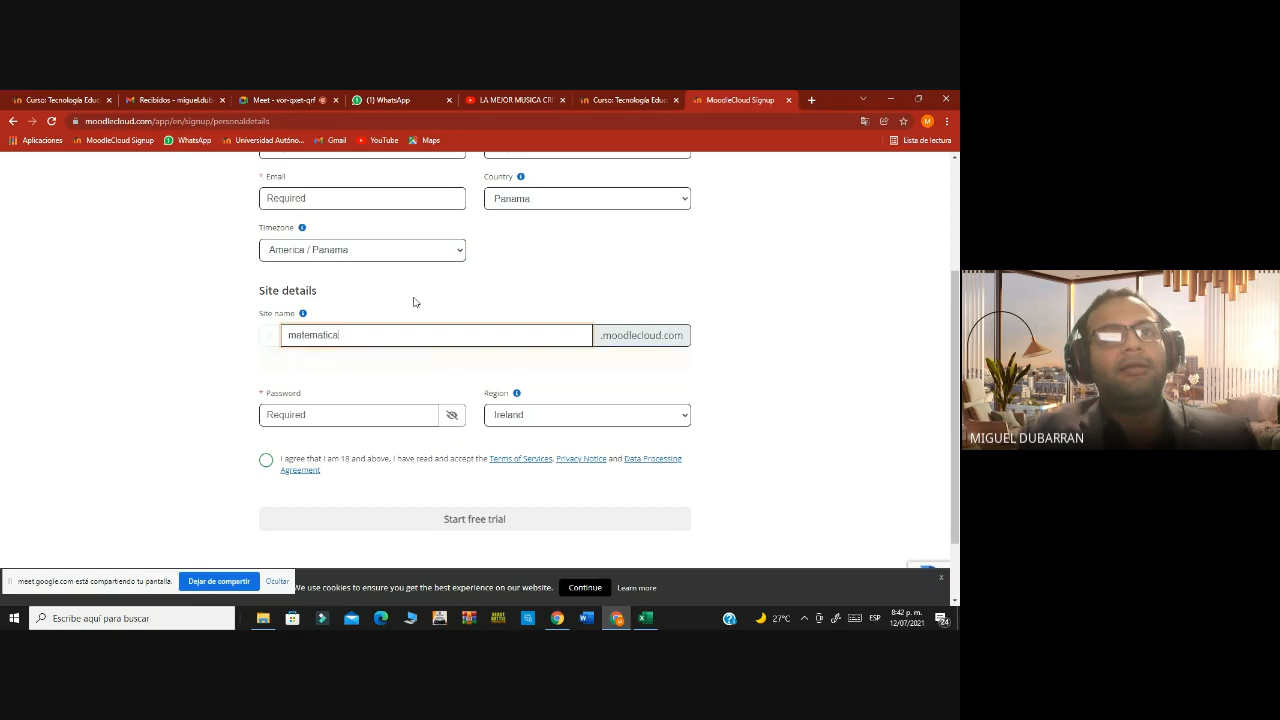 Curso: Tecnología Educ
Recibidos - miguel.dub
Meet - vor-qxet-qrf
(1) WhatsApp
LA MEJOR MUSICA CRI
Curso: Tecnología Educ
MoodleCloud Signup
moodlecloud.com/app/en/signup/personaldetails
M
Aplicaciones
MoodleCloud Signup
WhatsApp
Universidad Autóno...
Gmail
YouTube
Maps
Lista de lectura
* Email
Country
Required
Panama
Timezone
America / Panama
Site details
Site name
matematica
.moodlecloud.com
* Password
Region
Required
Ireland
I agree that I am 18 and above, I have read and accept the Terms of Services, Privacy Notice and Data Processing
Agreement
Start free trial
meet.google.com está compartiendo tu pantalla.
Dejar de compartir
Ocultar
We use cookies to ensure you get the best experience on our website.
Continue
Learn more
x
Escribe aquí para buscar
27°C
ESP
8:42 p. m.
12/07/2021
24
MIGUEL DUBARRAN